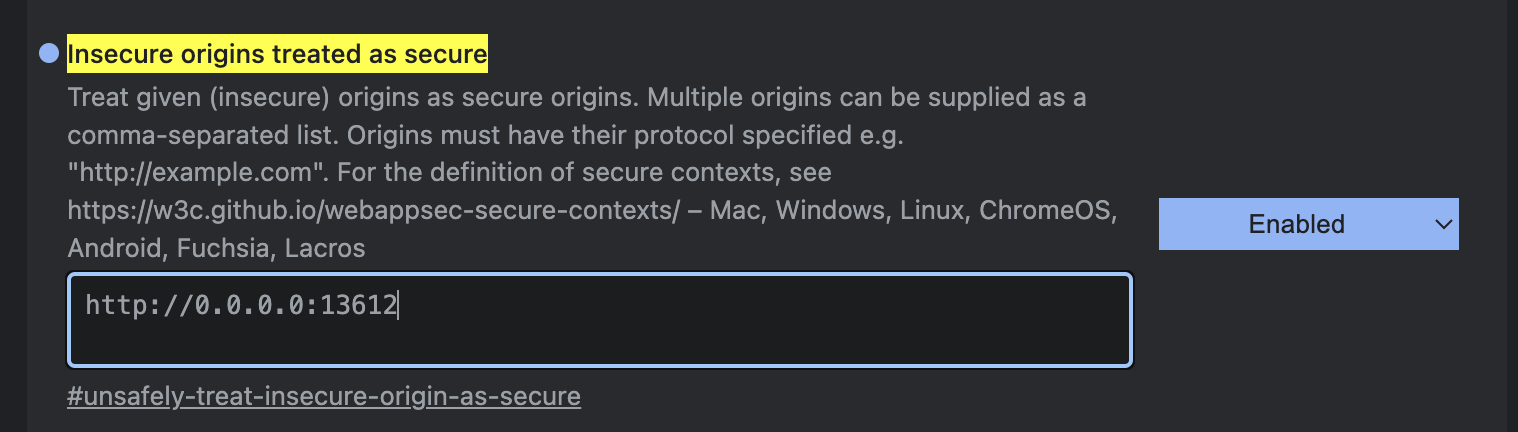 Insecure origins treated as secure
Treat given (insecure) origins as secure origins. Multiple origins can be supplied as a
comma-separated list. Origins must have their protocol specified e.g.
"http://example.com". For the definition of secure contexts, see
https://w3c.github.io/webappsec-secure-contexts/ – Mac, Windows, Linux, ChromeOS,
Android, Fuchsia, Lacros
Enabled
http://0.0.0.0:13612
#unsafely-treat-insecure-origin-as-secure